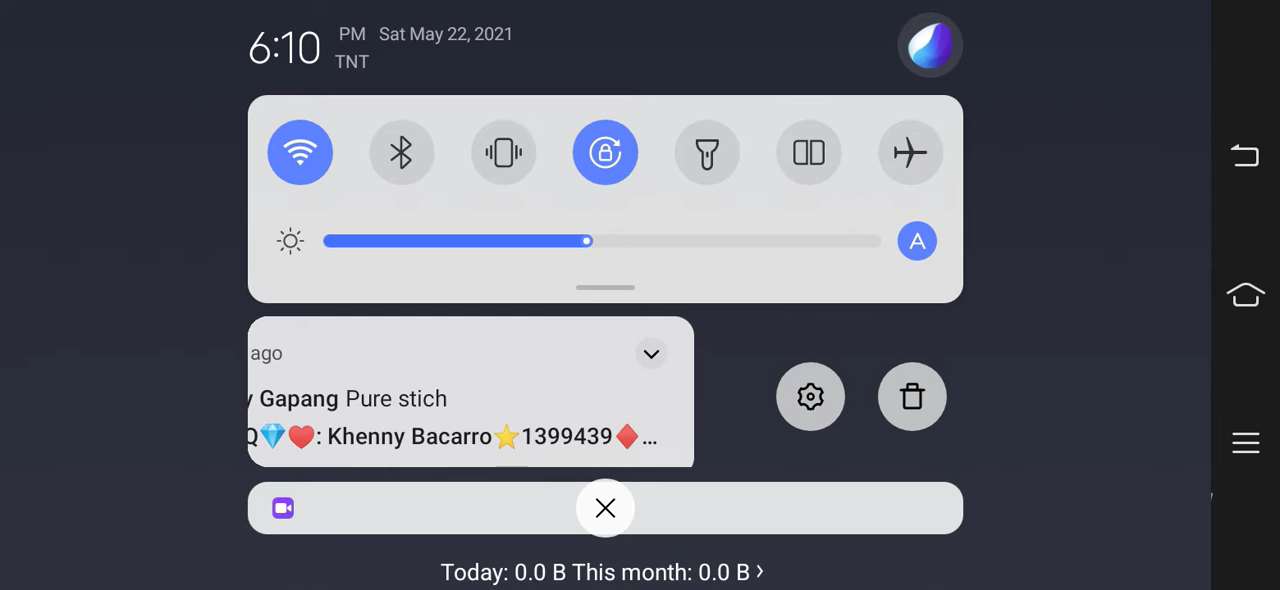 6:10 PM Sat May 22, 2021
TNT
A
ago
Gapang Pure stich
Q💎❤️: Khenny Bacarro⭐1399439♦️...
Today: 0.0 B This month: 0.0 B ›